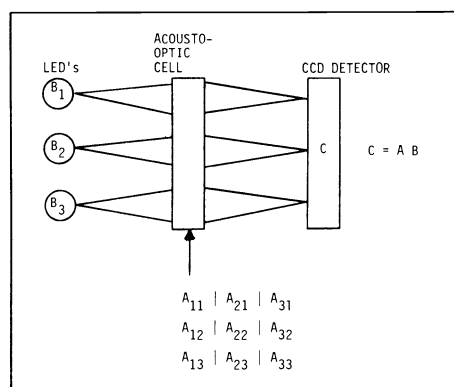 ACOUSTO-
OPTIC
LED's CELL CCD DETECTOR
B1
B2 C C = A B
B3
A11 | A21 | A31
A12 | A22 | A32
A13 | A23 | A33